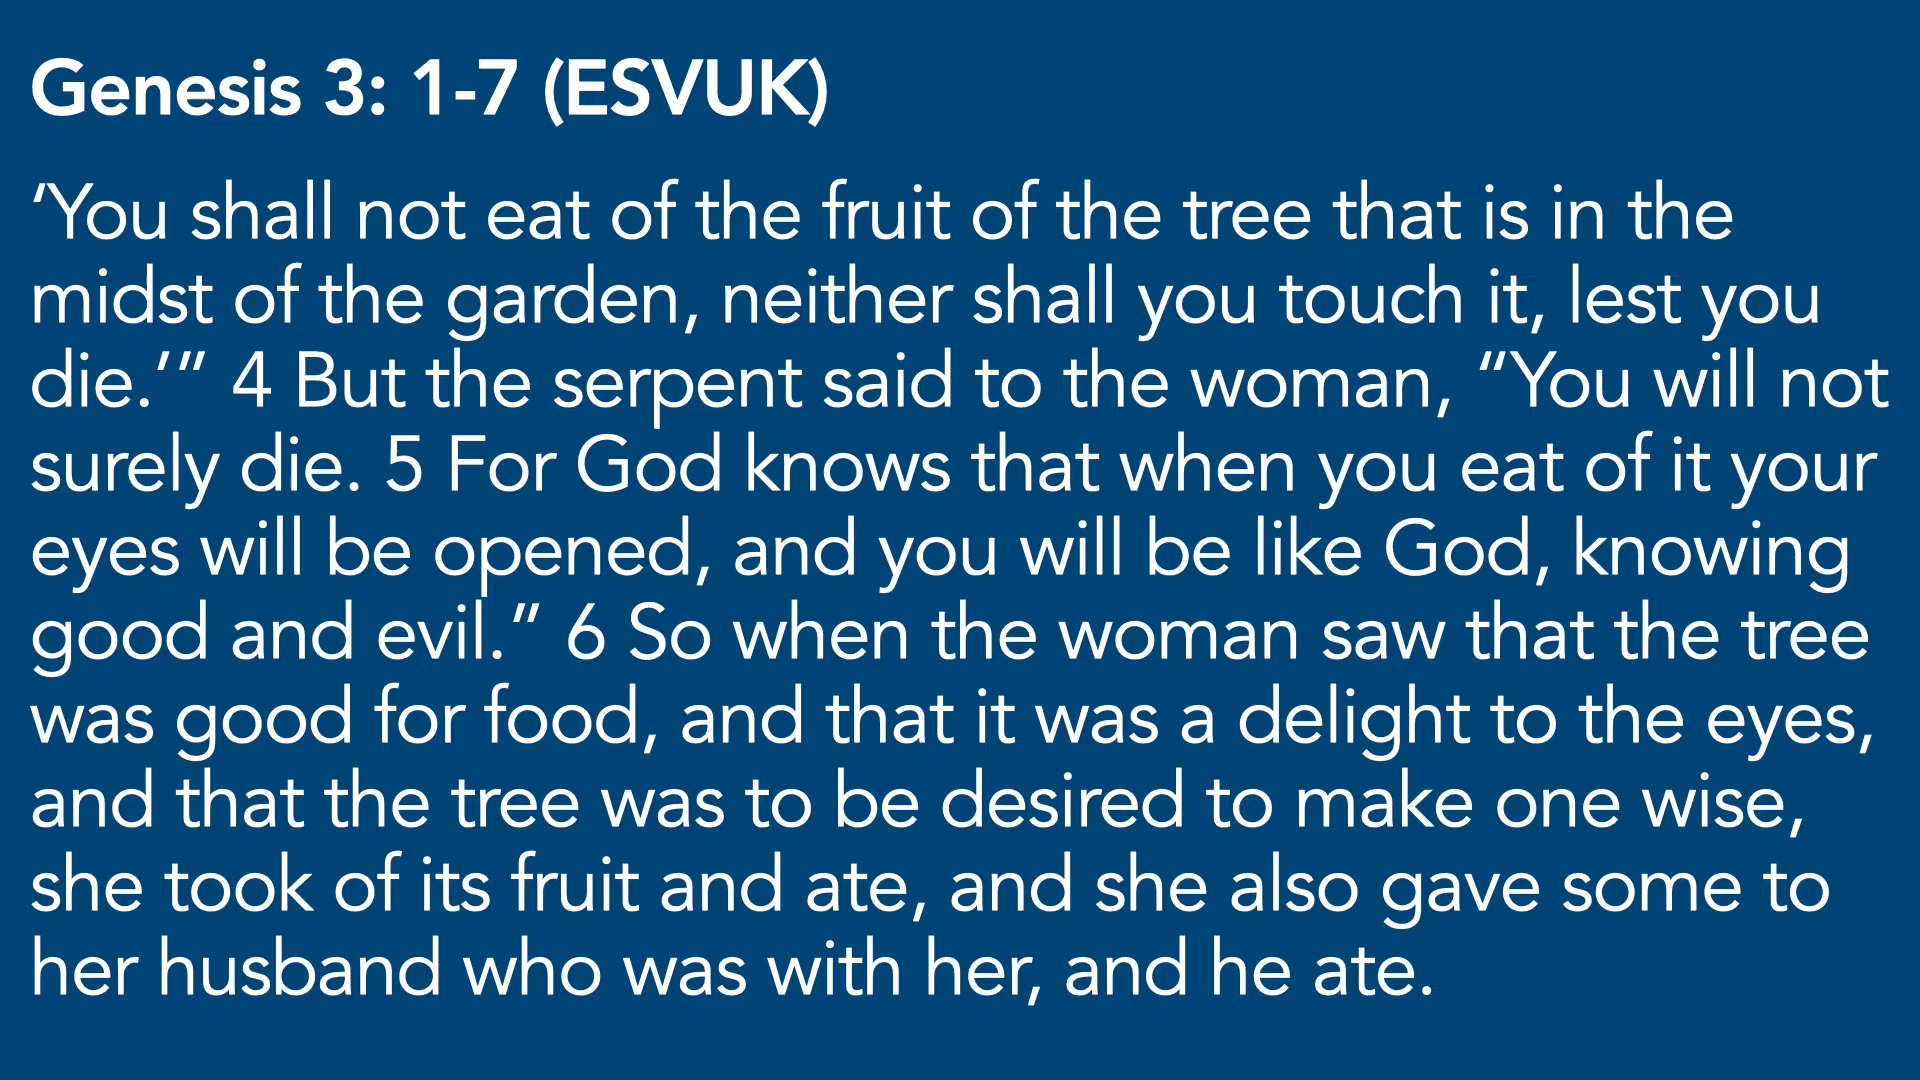 Genesis 3: 1-7 (ESVUK)
‘You shall not eat of the fruit of the tree that is in the
midst of the garden, neither shall you touch it, lest you
die.’” 4 But the serpent said to the woman, “You will not
surely die. 5 For God knows that when you eat of it your
eyes will be opened, and you will be like God, knowing
good and evil.” 6 So when the woman saw that the tree
was good for food, and that it was a delight to the eyes,
and that the tree was to be desired to make one wise,
she took of its fruit and ate, and she also gave some to
her husband who was with her, and he ate.